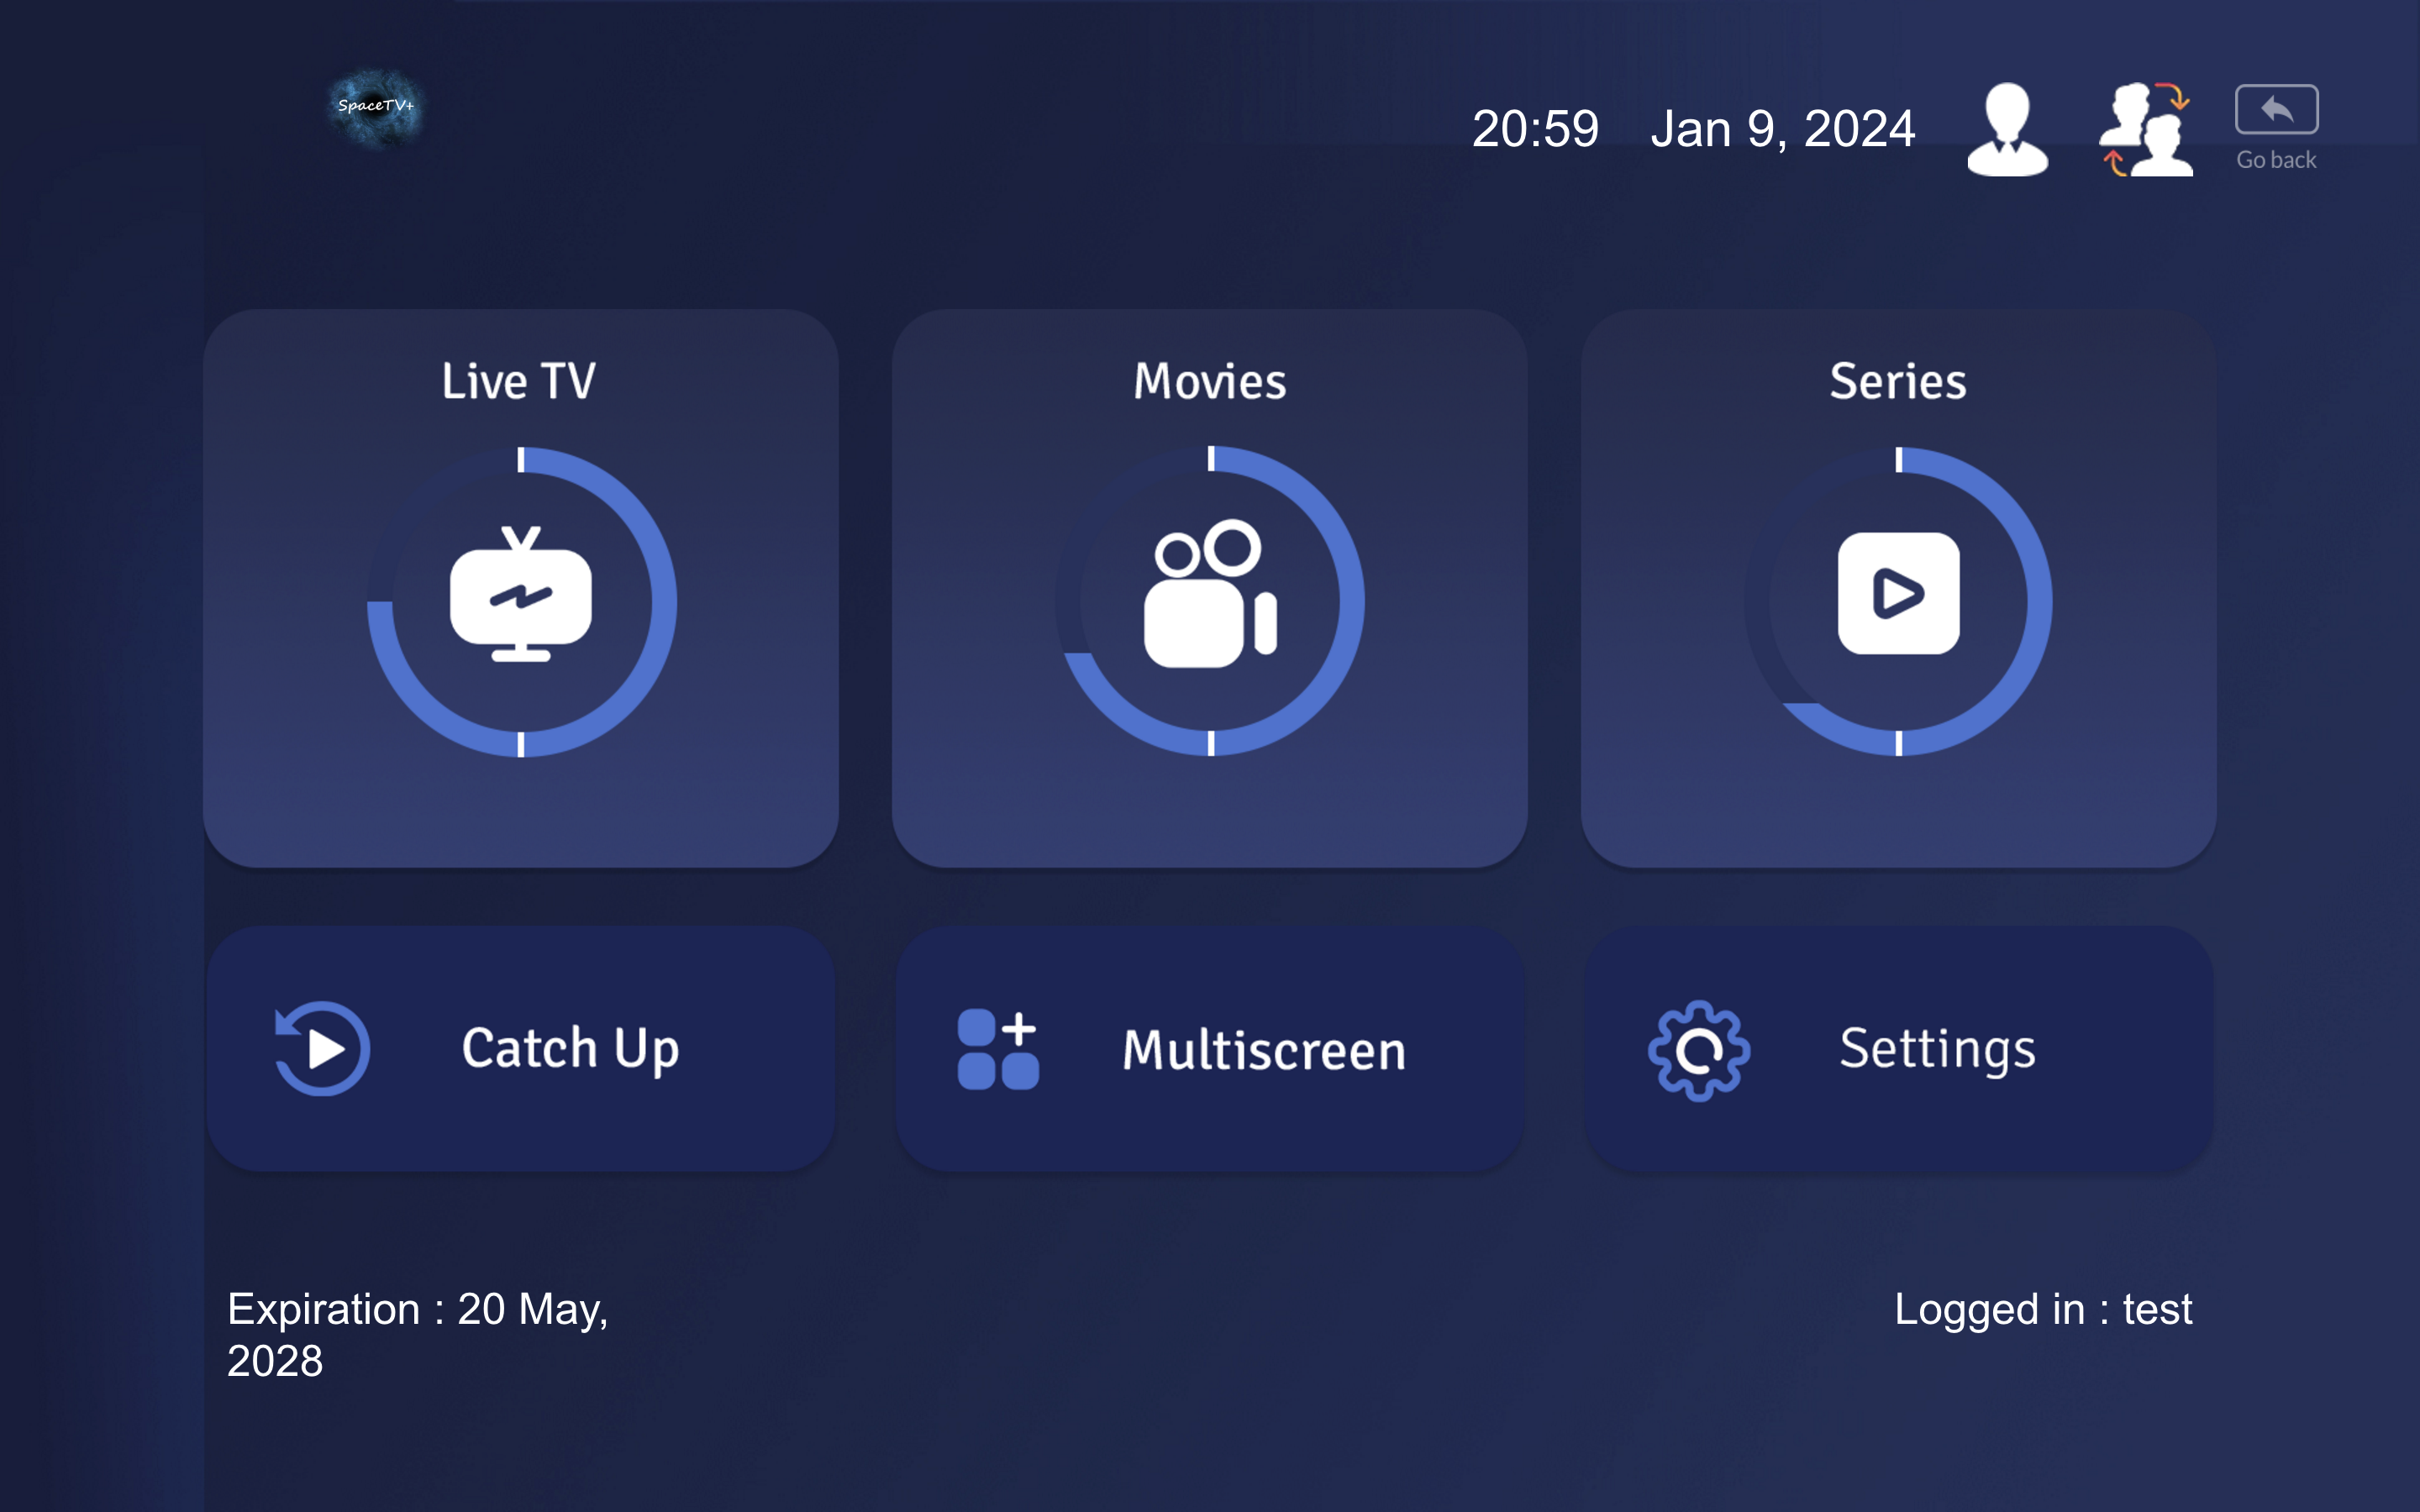 SpaceTV+
20:59 Jan 9, 2024
Go back
Live TV
Movies
Series
Catch Up
Multiscreen
Settings
Expiration : 20 May,
2028
Logged in : test